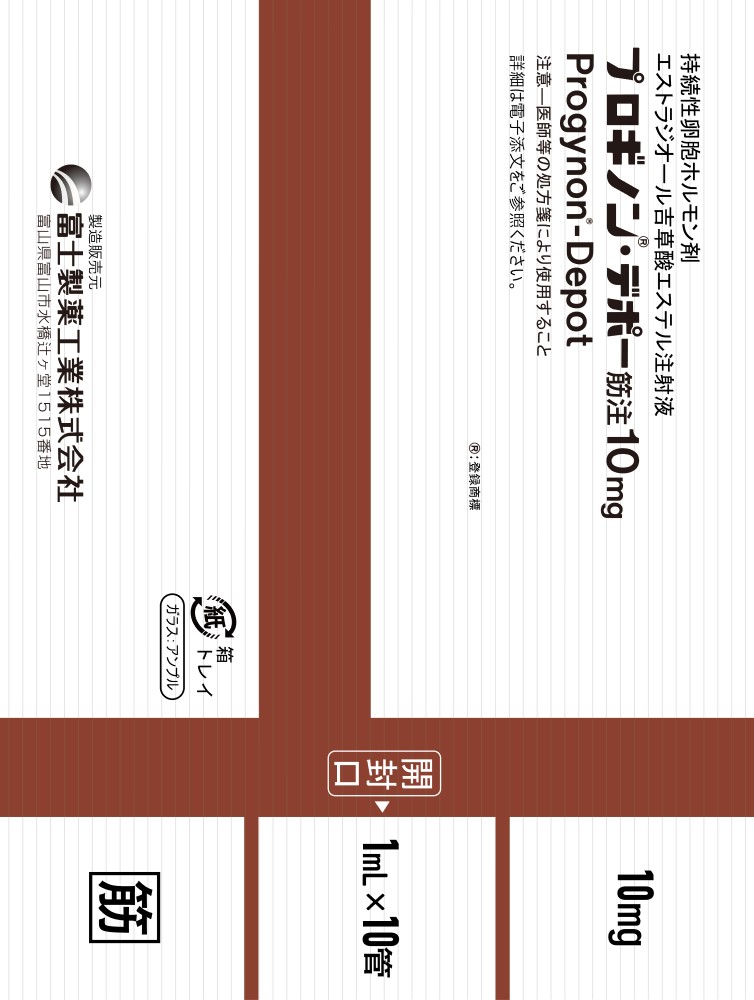 持続性卵胞ホルモン剤
エストラジオール吉草酸エステル注射液
プロギノン®・デポー筋注10mg
Progynon®-Depot
注意―医師等の処方箋により使用すること
詳細は電子添文をご参照ください。
®:登録商標
製造販売元
富士製薬工業株式会社
富山県富山市水橋辻ヶ堂1515番地
紙
箱
トレイ
ガラス:アンプル
開封口
10mg
1mL×10管
筋